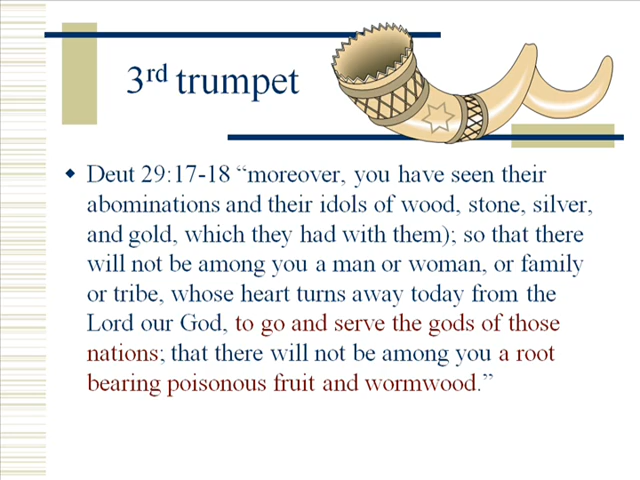 3rd trumpet
Deut 29:17-18 “moreover, you have seen their
abominations and their idols of wood, stone, silver,
and gold, which they had with them); so that there
will not be among you a man or woman, or family
or tribe, whose heart turns away today from the
Lord our God, to go and serve the gods of those
nations; that there will not be among you a root
bearing poisonous fruit and wormwood.”